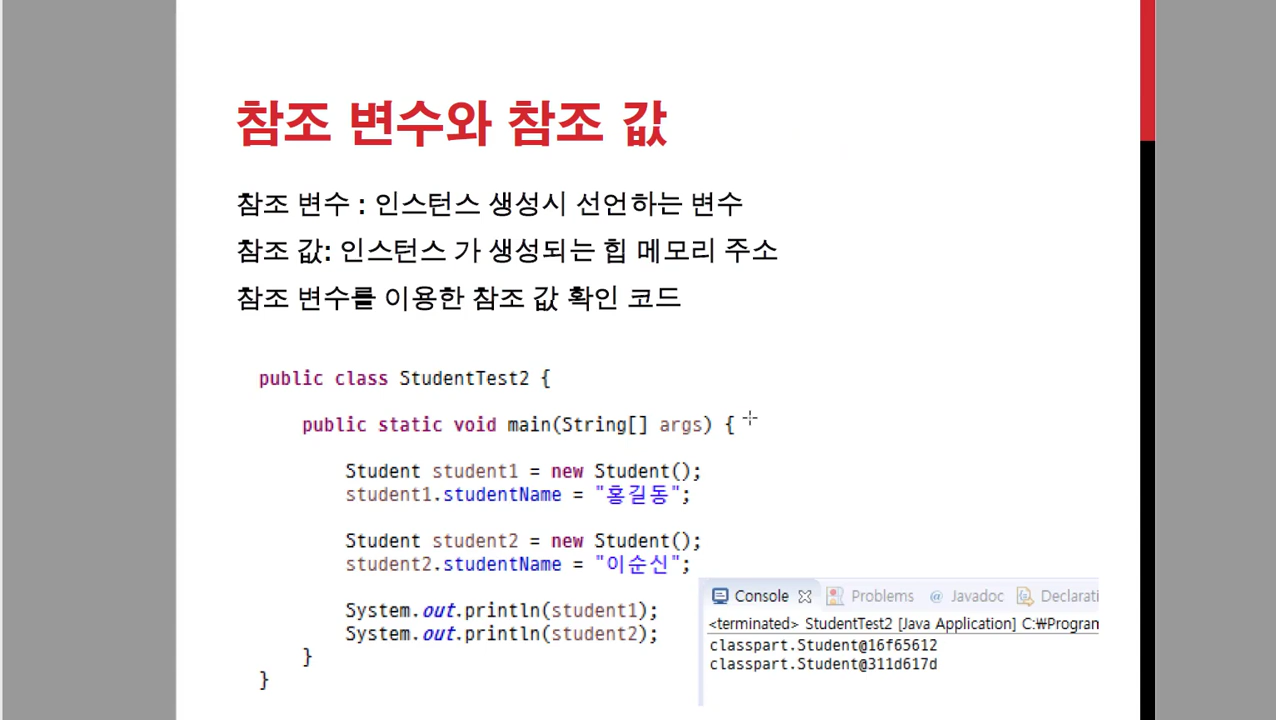 참조 변수와 참조 값
참조 변수 : 인스턴스 생성시 선언하는 변수
참조 값: 인스턴스 가 생성되는 힙 메모리 주소
참조 변수를 이용한 참조 값 확인 코드
public class StudentTest2 {
public static void main(String[] args) {
Student student1 = new Student();
student1.studentName = "홍길동";
Student student2 = new Student();
student2.studentName = "이순신";
System.out.println(student1);
System.out.println(student2);
}
}
Console Problems @ Javadoc Declarati
<terminated> StudentTest2 [Java Application] C:₩Program
classpart.Student@16f65612
classpart.Student@311d617d